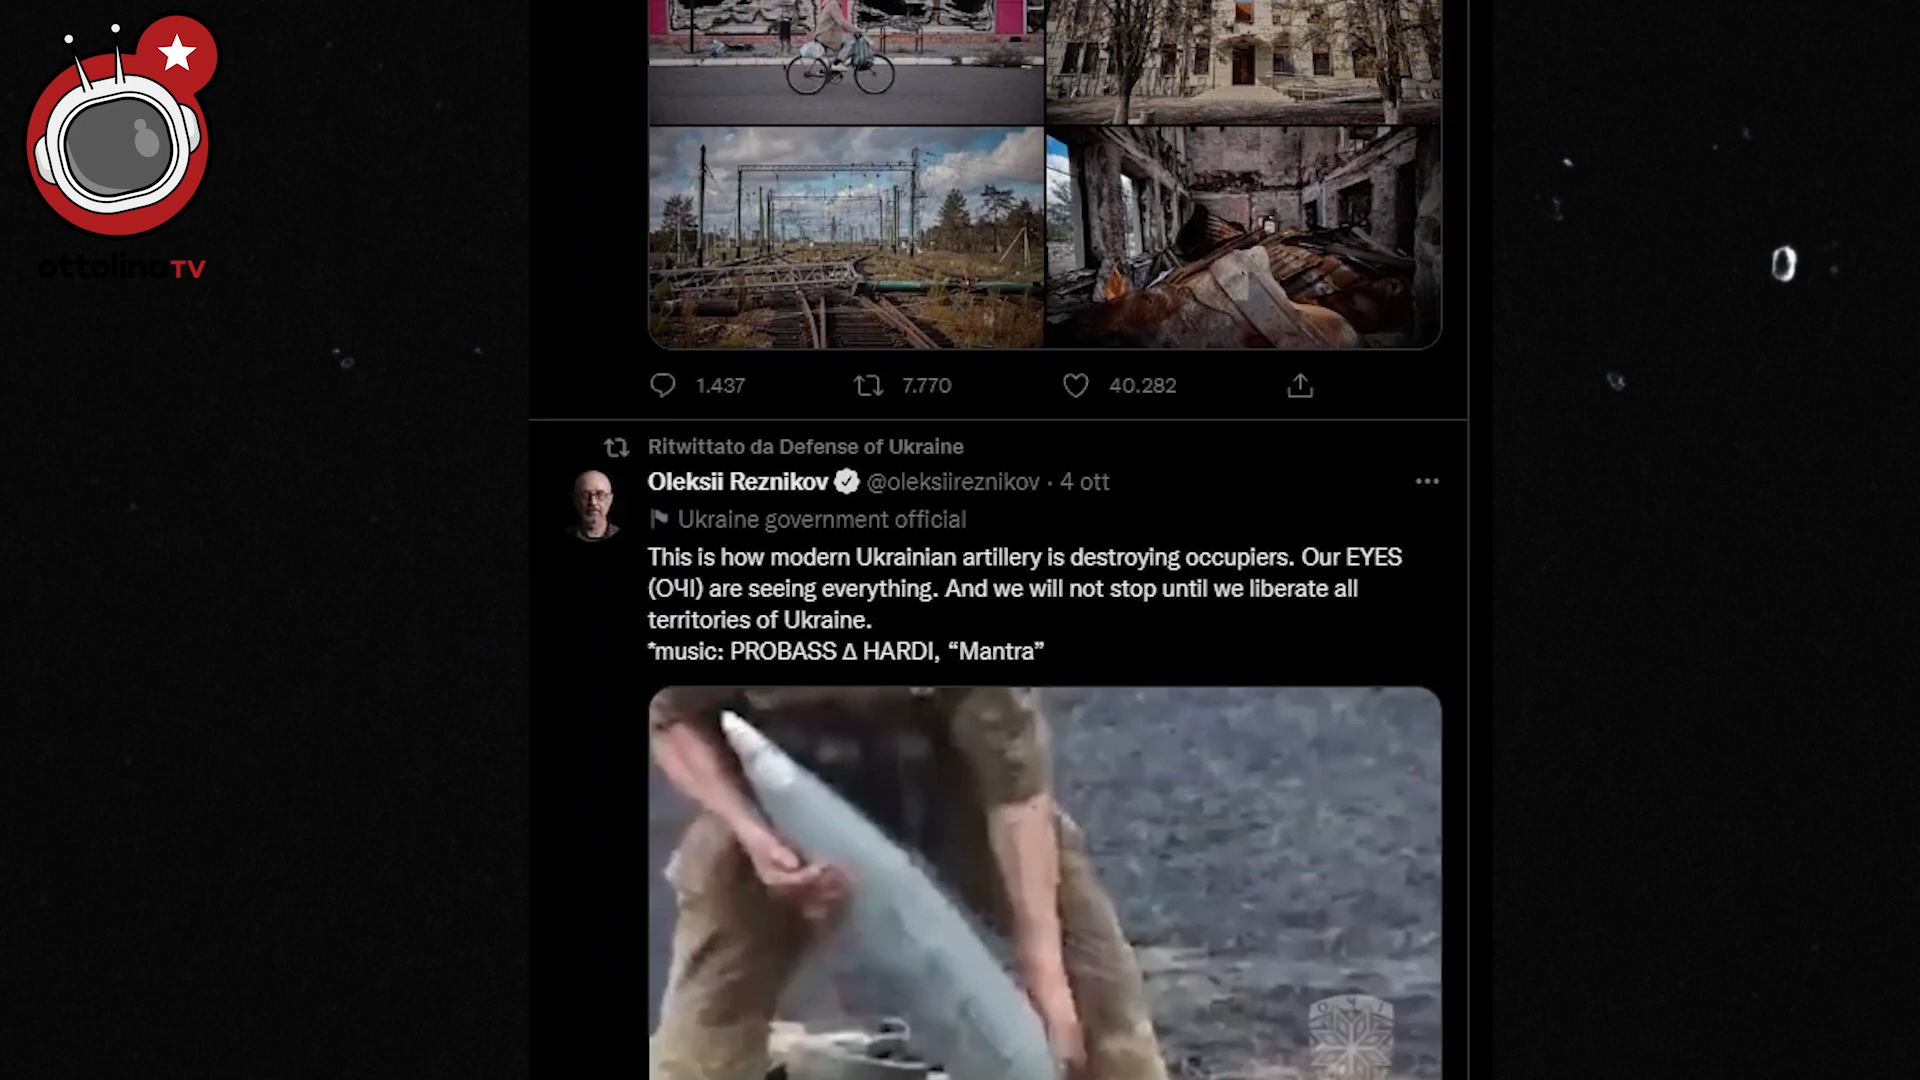 ottolinaTV
1.437 7.770 40.282
Ritwittato da Defense of Ukraine
Oleksii Reznikov @oleksiireznikov · 4 ott
Ukraine government official
This is how modern Ukrainian artillery is destroying occupiers. Our EYES
(ОЧІ) are seeing everything. And we will not stop until we liberate all
territories of Ukraine.
*music: PROBASS ∆ HARDI, “Mantra”
О Ч І